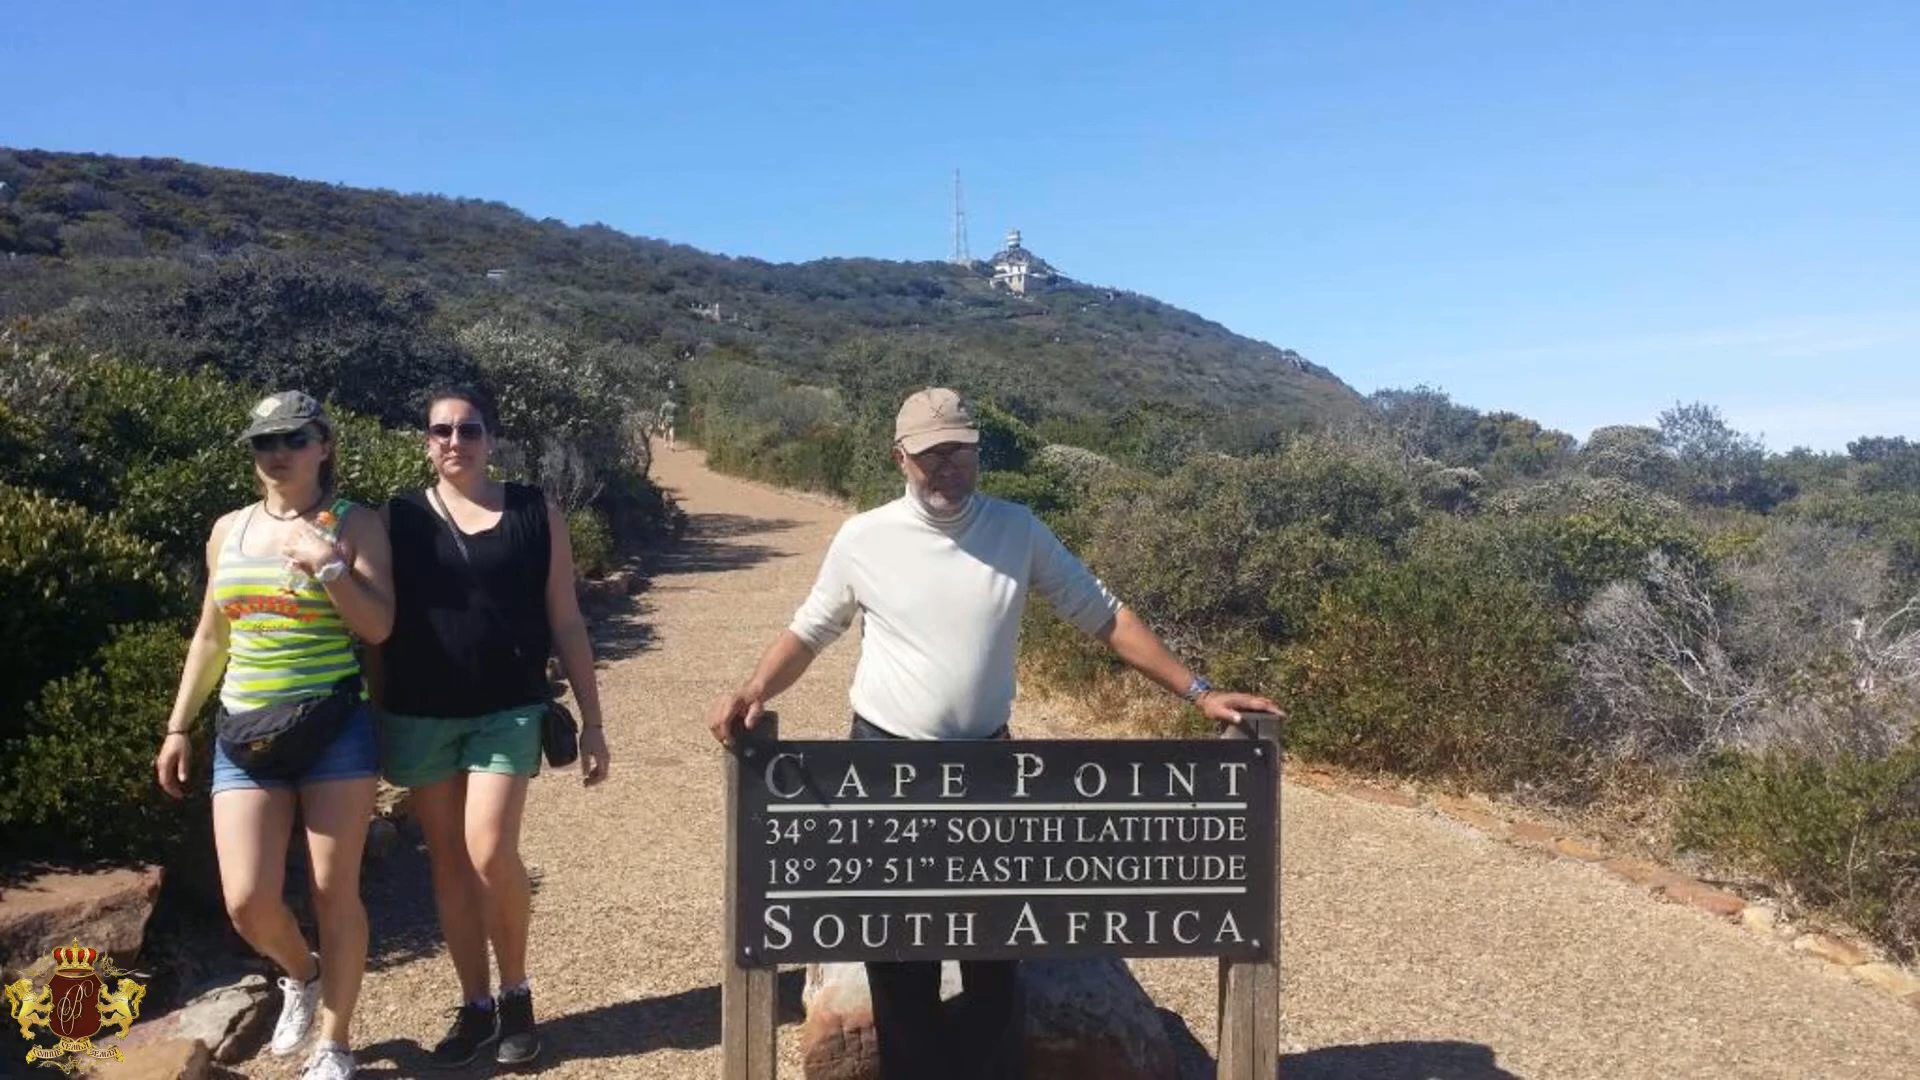 CAPE POINT
34° 21' 24" SOUTH LATITUDE
18° 29' 51" EAST LONGITUDE
SOUTH AFRICA